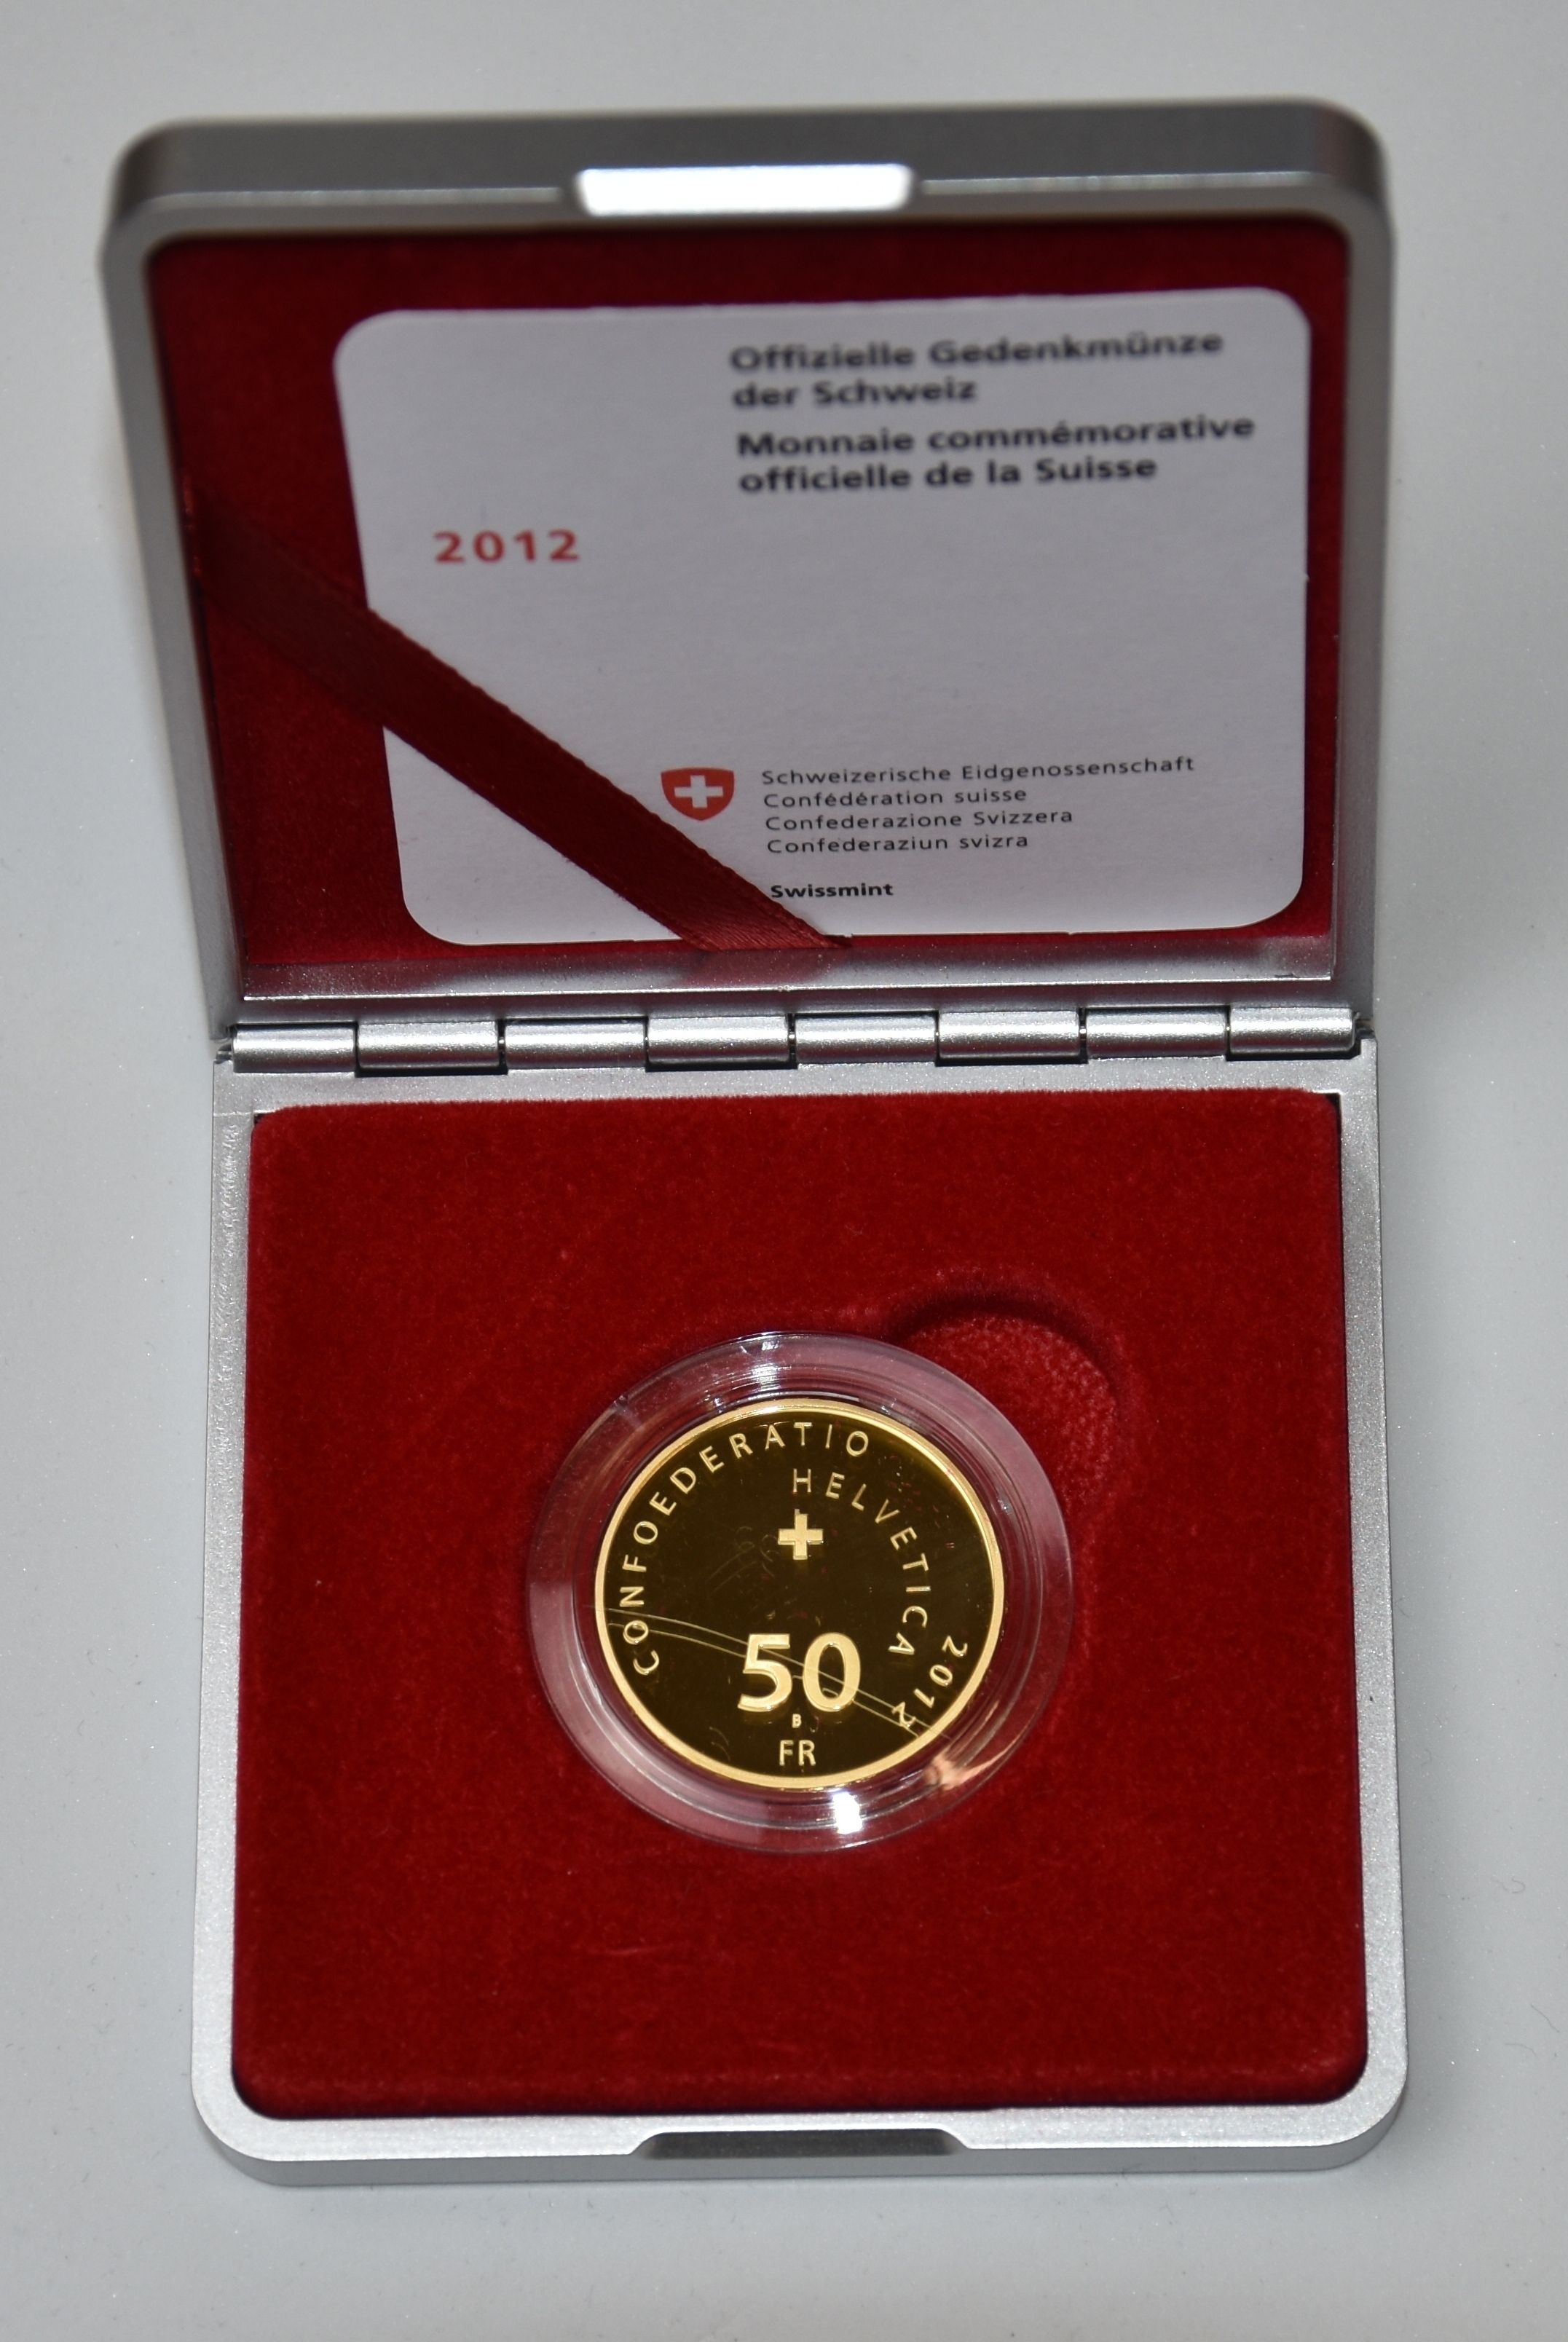 Offizielle Gedenkmünze
der Schweiz
Monnaie commémorative
officielle de la Suisse
2012
Schweizerische Eidgenossenschaft
Confédération suisse
Confederazione Svizzera
Confederaziun svizra
Swissmint
CONFOEDERATIO
HELVETICA 2012
50
B
FR